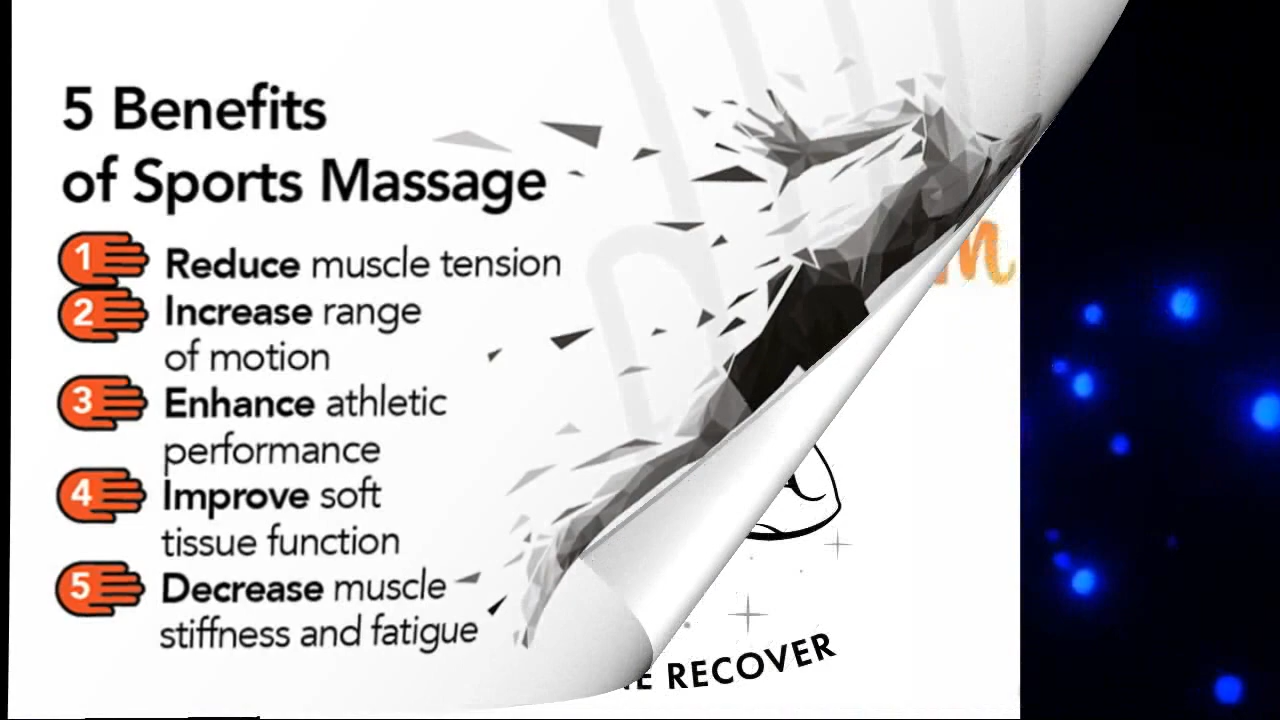 5 Benefits
of Sports Massage
1 Reduce muscle tension
2 Increase range
of motion
3 Enhance athletic
performance
4 Improve soft
tissue function
5 Decrease muscle
stiffness and fatigue
RECOVER